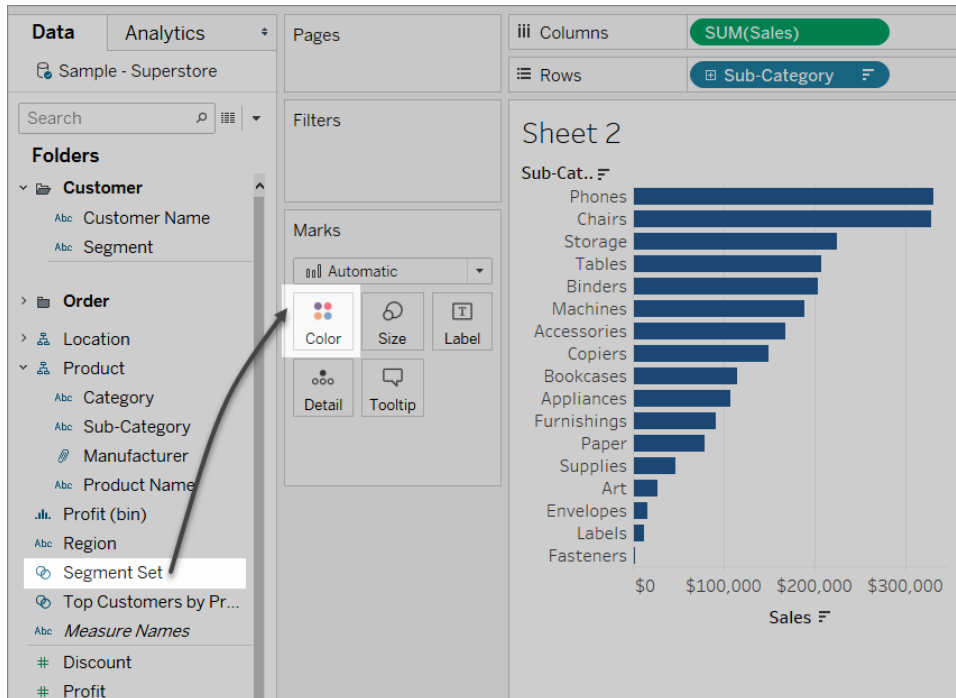 Data
Analytics
Sample - Superstore
Search
Folders
Customer
Abc Customer Name
Abc Segment
Order
Location
Product
Abc Category
Abc Sub-Category
Manufacturer
Abc Product Name
Profit (bin)
Abc Region
Segment Set
Top Customers by Pr...
Abc Measure Names
# Discount
# Profit
Pages
Filters
Marks
Automatic
Color
Size
T
Label
Detail
Tooltip
iii Columns
SUM(Sales)
Rows
Sub-Category
Sheet 2
Sub-Cat..
Phones
Chairs
Storage
Tables
Binders
Machines
Accessories
Copiers
Bookcases
Appliances
Furnishings
Paper
Supplies
Art
Envelopes
Labels
Fasteners
$0 $100,000 $200,000 $300,000
Sales